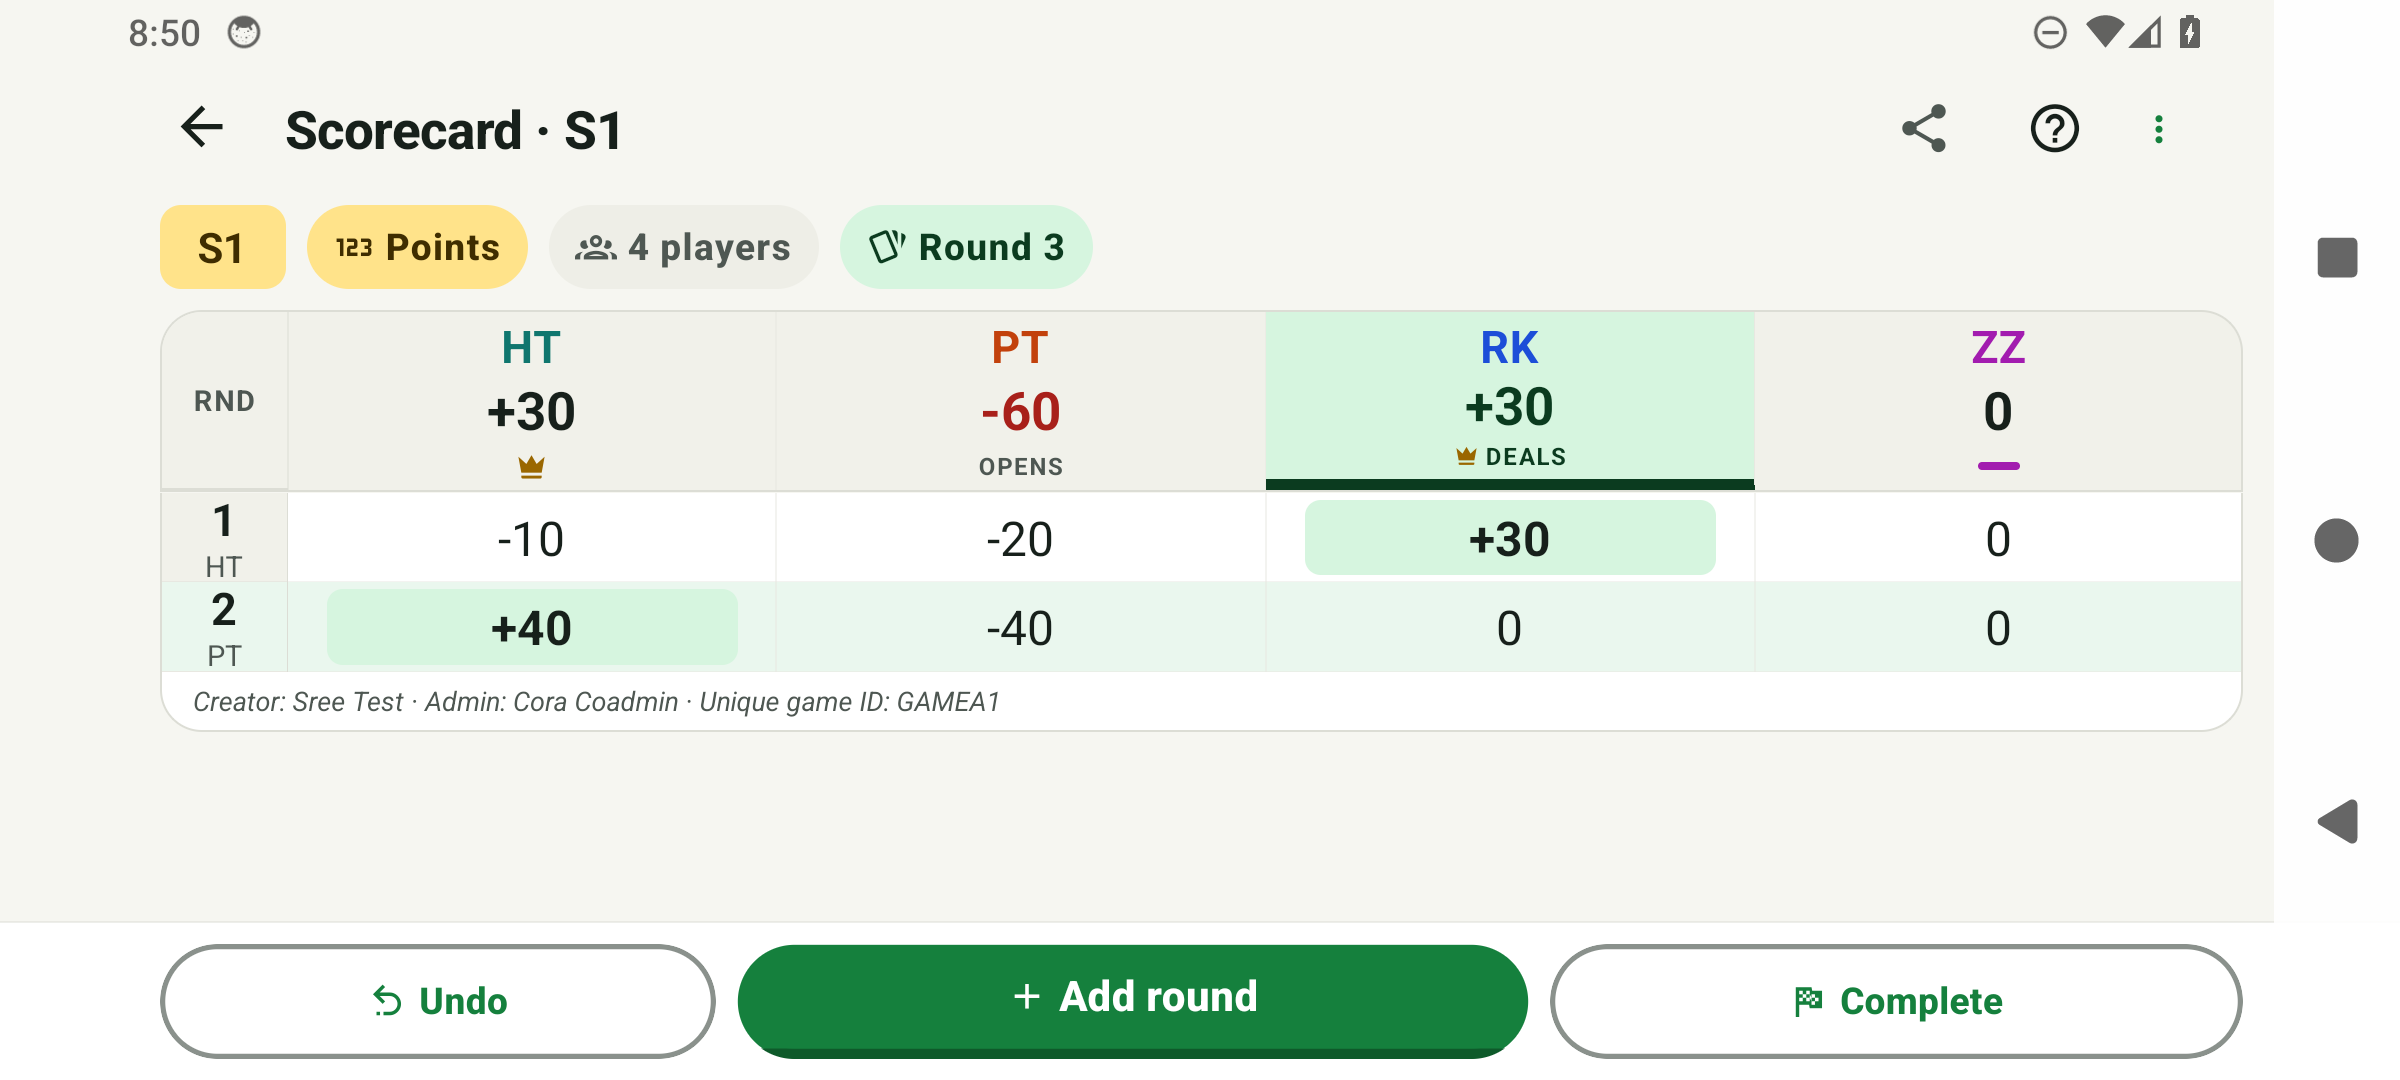 8:50
Scorecard · S1
S1
123 Points
4 players
Round 3
RND
HT
+30
PT
-60
OPENS
RK
+30
DEALS
ZZ
0
1
HT
-10
-20
+30
0
2
PT
+40
-40
0
0
Creator: Sree Test · Admin: Cora Coadmin · Unique game ID: GAMEA1
Undo
+ Add round
Complete